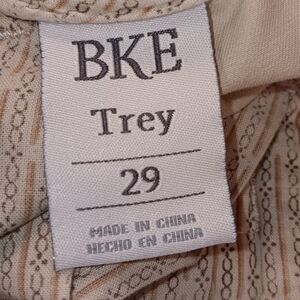 BKE
Trey
29
MADE IN CHINA
HECHO EN CHINA